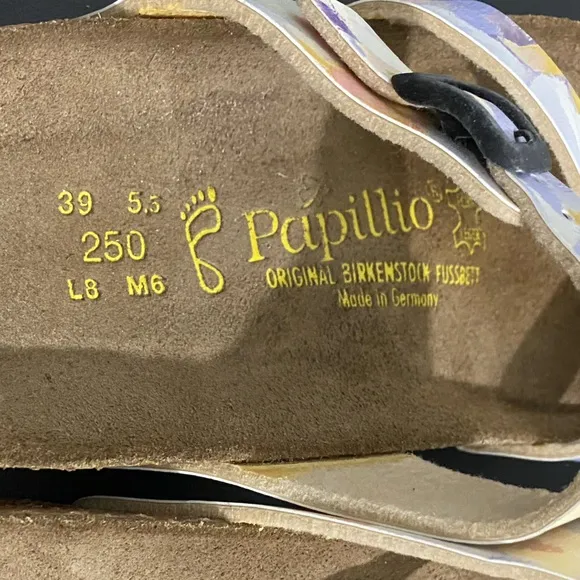 39 5.5
250
L8 M6
Papillio®
ORIGINAL BIRKENSTOCK FUSSBETT
Made in Germany